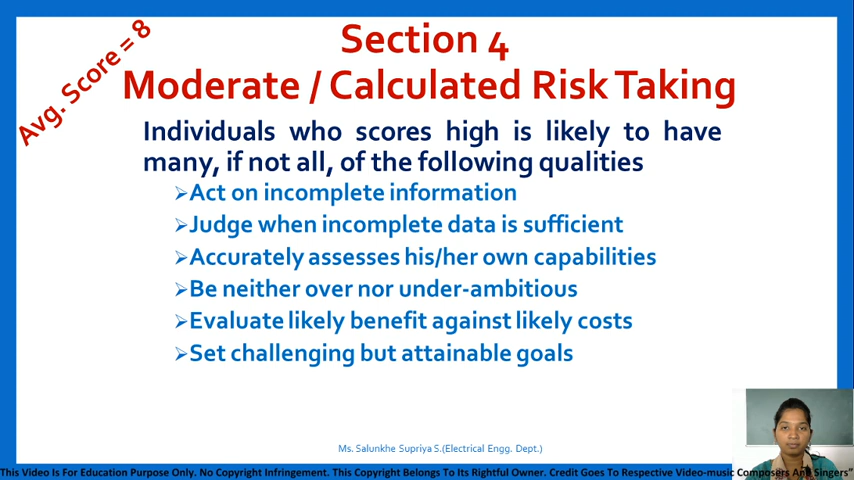 Avg. Score = 8
Section 4
Moderate / Calculated Risk Taking
Individuals who scores high is likely to have
many, if not all, of the following qualities
➢Act on incomplete information
➢Judge when incomplete data is sufficient
➢Accurately assesses his/her own capabilities
➢Be neither over nor under-ambitious
➢Evaluate likely benefit against likely costs
➢Set challenging but attainable goals
Ms. Salunkhe Supriya S.(Electrical Engg. Dept.)
This Video Is For Education Purpose Only. No Copyright Infringement. This Copyright Belongs To Its Rightful Owner. Credit Goes To Respective Video-music Composers And Singers"